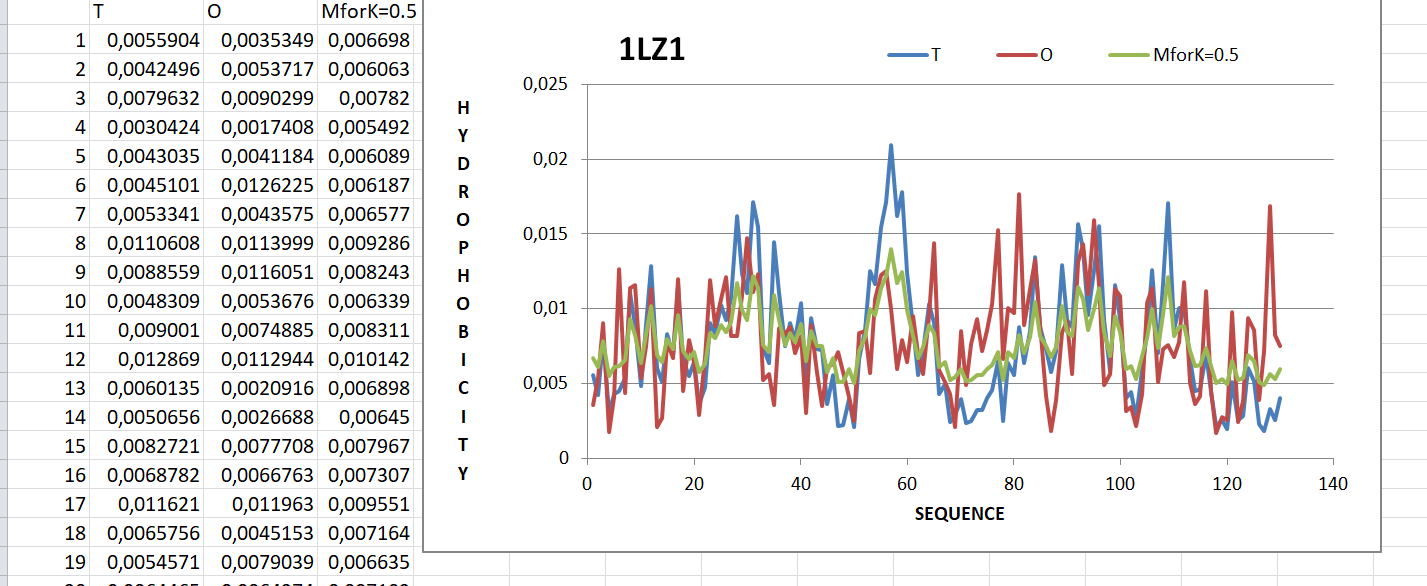 T O MforK=0.5
1 0,0055904 0,0035349 0,006698
2 0,0042496 0,0053717 0,006063
3 0,0079632 0,0090299 0,00782
4 0,0030424 0,0017408 0,005492
5 0,0043035 0,0041184 0,006089
6 0,0045101 0,0126225 0,006187
7 0,0053341 0,0043575 0,006577
8 0,0110608 0,0113999 0,009286
9 0,0088559 0,0116051 0,008243
10 0,0048309 0,0053676 0,006339
11 0,009001 0,0074885 0,008311
12 0,012869 0,0112944 0,010142
13 0,0060135 0,0020916 0,006898
14 0,0050656 0,0026688 0,00645
15 0,0082721 0,0077708 0,007967
16 0,0068782 0,0066763 0,007307
17 0,011621 0,011963 0,009551
18 0,0065756 0,0045153 0,007164
19 0,0054571 0,0079039 0,006635
1LZ1
T O MforK=0.5
HYDROPHOBICITY
0,025
0,02
0,015
0,01
0,005
0
0 20 40 60 80 100 120 140
SEQUENCE